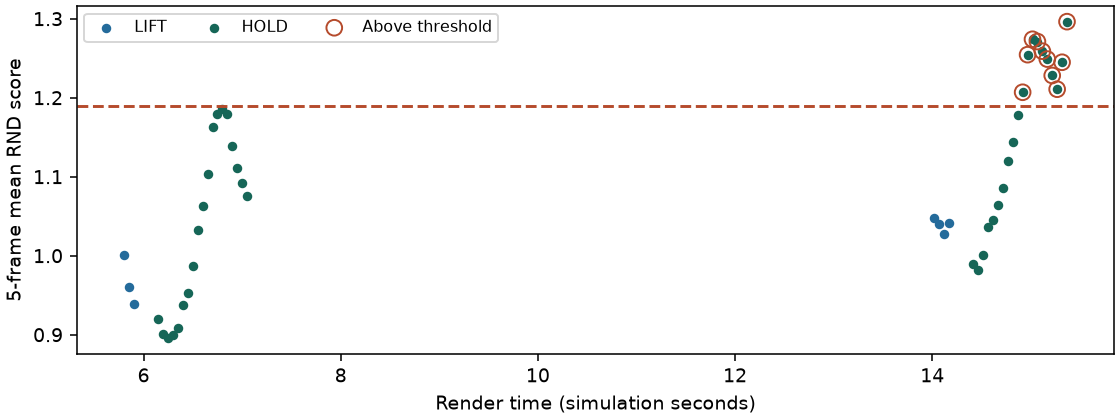 LIFT HOLD Above threshold
1.3
1.2
1.1
1.0
0.9
5-frame mean RND score
6 8 10 12 14
Render time (simulation seconds)